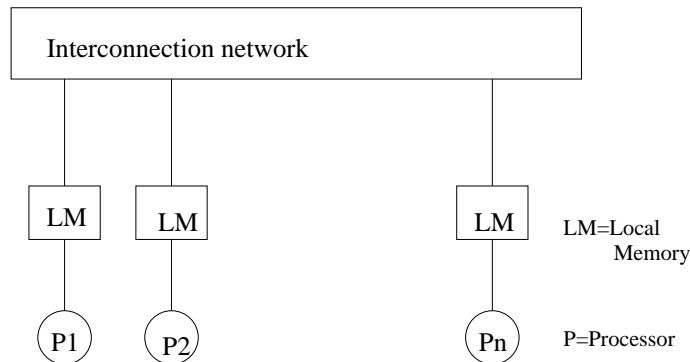 Interconnection network
LM LM LM
LM=Local
Memory
P1 P2 Pn
P=Processor